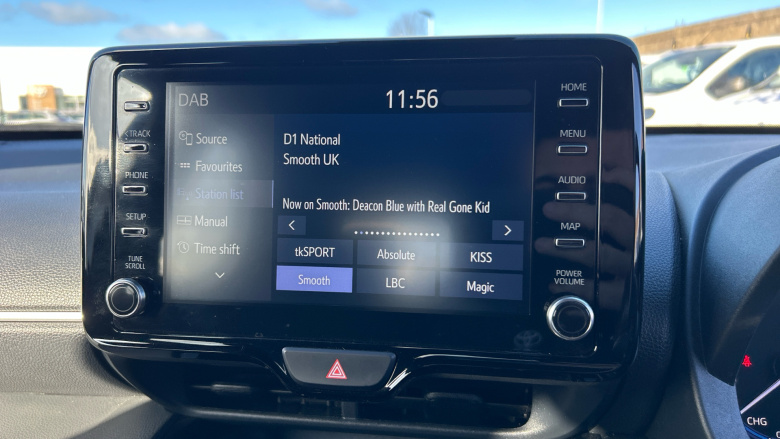 DAB
11:56
TRACK
PHONE
SETUP
TUNE
SCROLL
Source
Favourites
Station list
Manual
Time shift
D1 National
Smooth UK
Now on Smooth: Deacon Blue with Real Gone Kid
tkSPORT
Absolute
KISS
Smooth
LBC
Magic
HOME
MENU
AUDIO
MAP
POWER
VOLUME
CHG